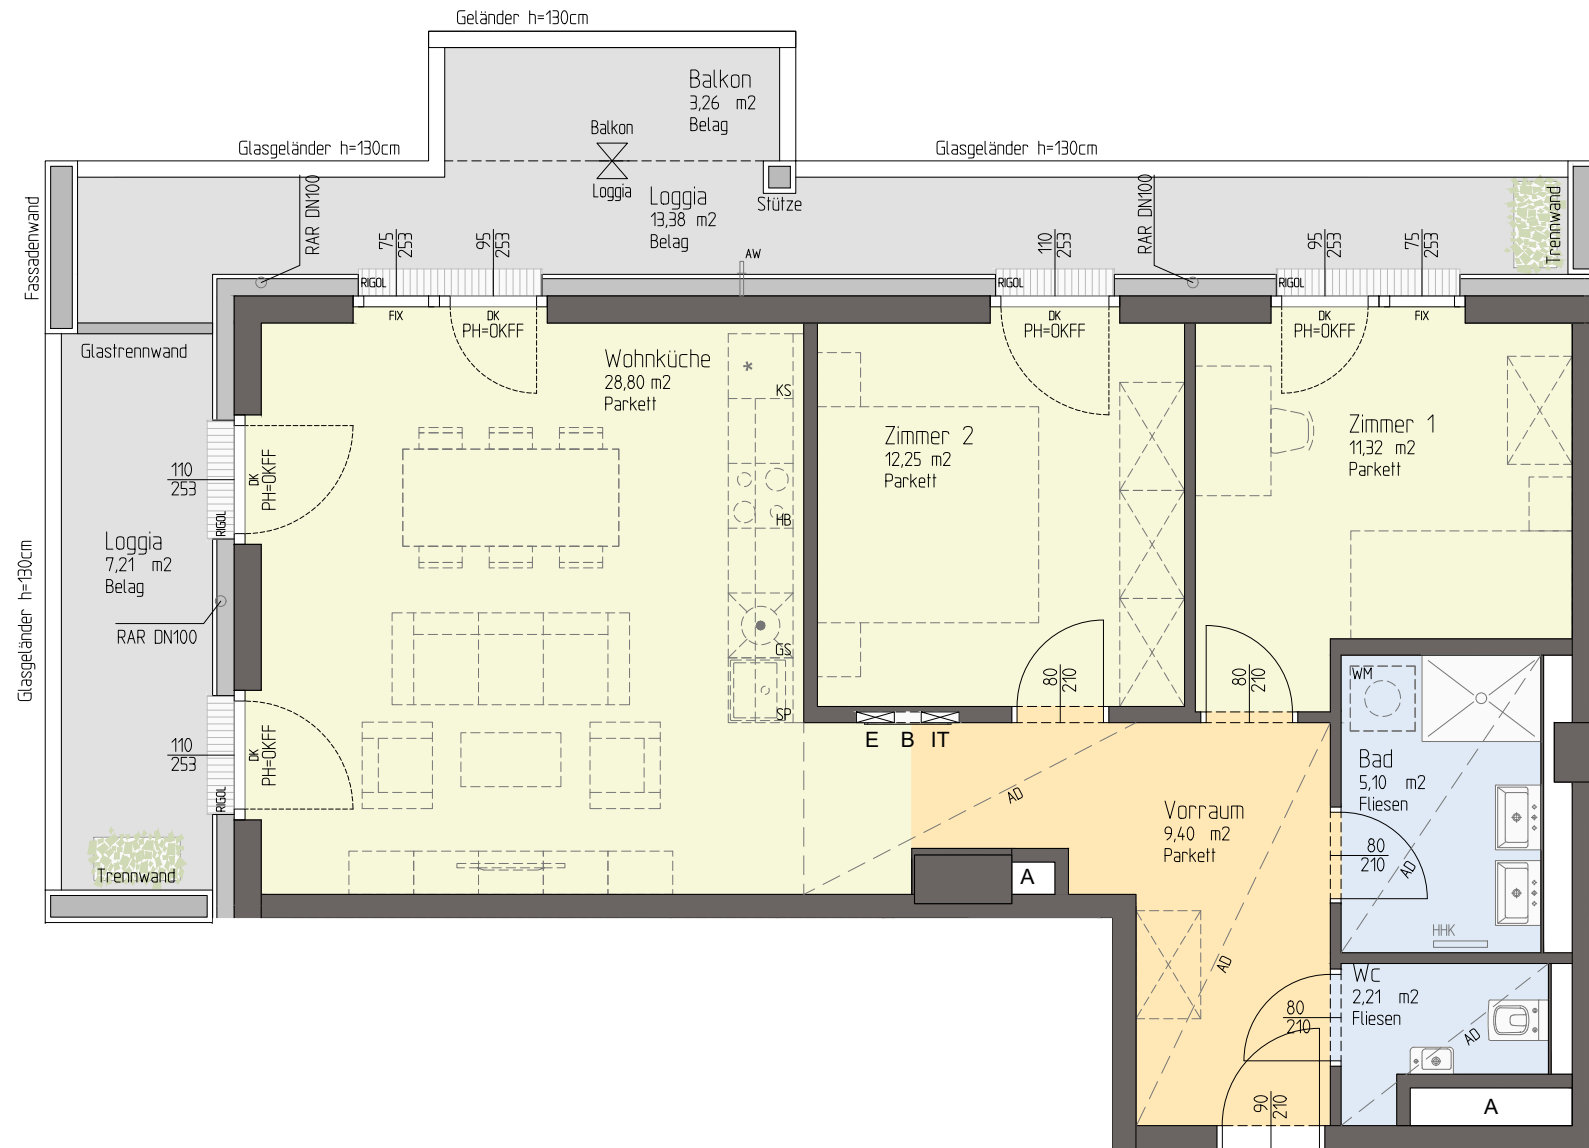 Geländer h=130cm
Balkon
3,26 m2
Belag
Balkon
Loggia
Glasgeländer h=130cm
Glasgeländer h=130cm
Loggia
13,38 m2
Belag
Stütze
Fassadenwand
RAR DN100
RAR DN100
Trennwand
75
253
95
253
AW
110
253
95
253
75
253
RIGOL
RIGOL
RIGOL
FIX
DK
PH=OKFF
DK
PH=OKFF
DK
PH=OKFF
FIX
Glastrennwand
Wohnküche
28,80 m2
Parkett
*
KS
Zimmer 2
12,25 m2
Parkett
Zimmer 1
11,32 m2
Parkett
110
253
DK
PH=OKFF
RIGOL
HB
Loggia
7,21 m2
Belag
Glasgeländer h=130cm
RAR DN100
GS
SP
80
210
80
210
WM
E B IT
110
253
DK
PH=OKFF
RIGOL
AD
Bad
5,10 m2
Fliesen
Vorraum
9,40 m2
Parkett
80
210
AD
Trennwand
A
HHK
AD
Wc
2,21 m2
Fliesen
80
210
AD
90
210
A